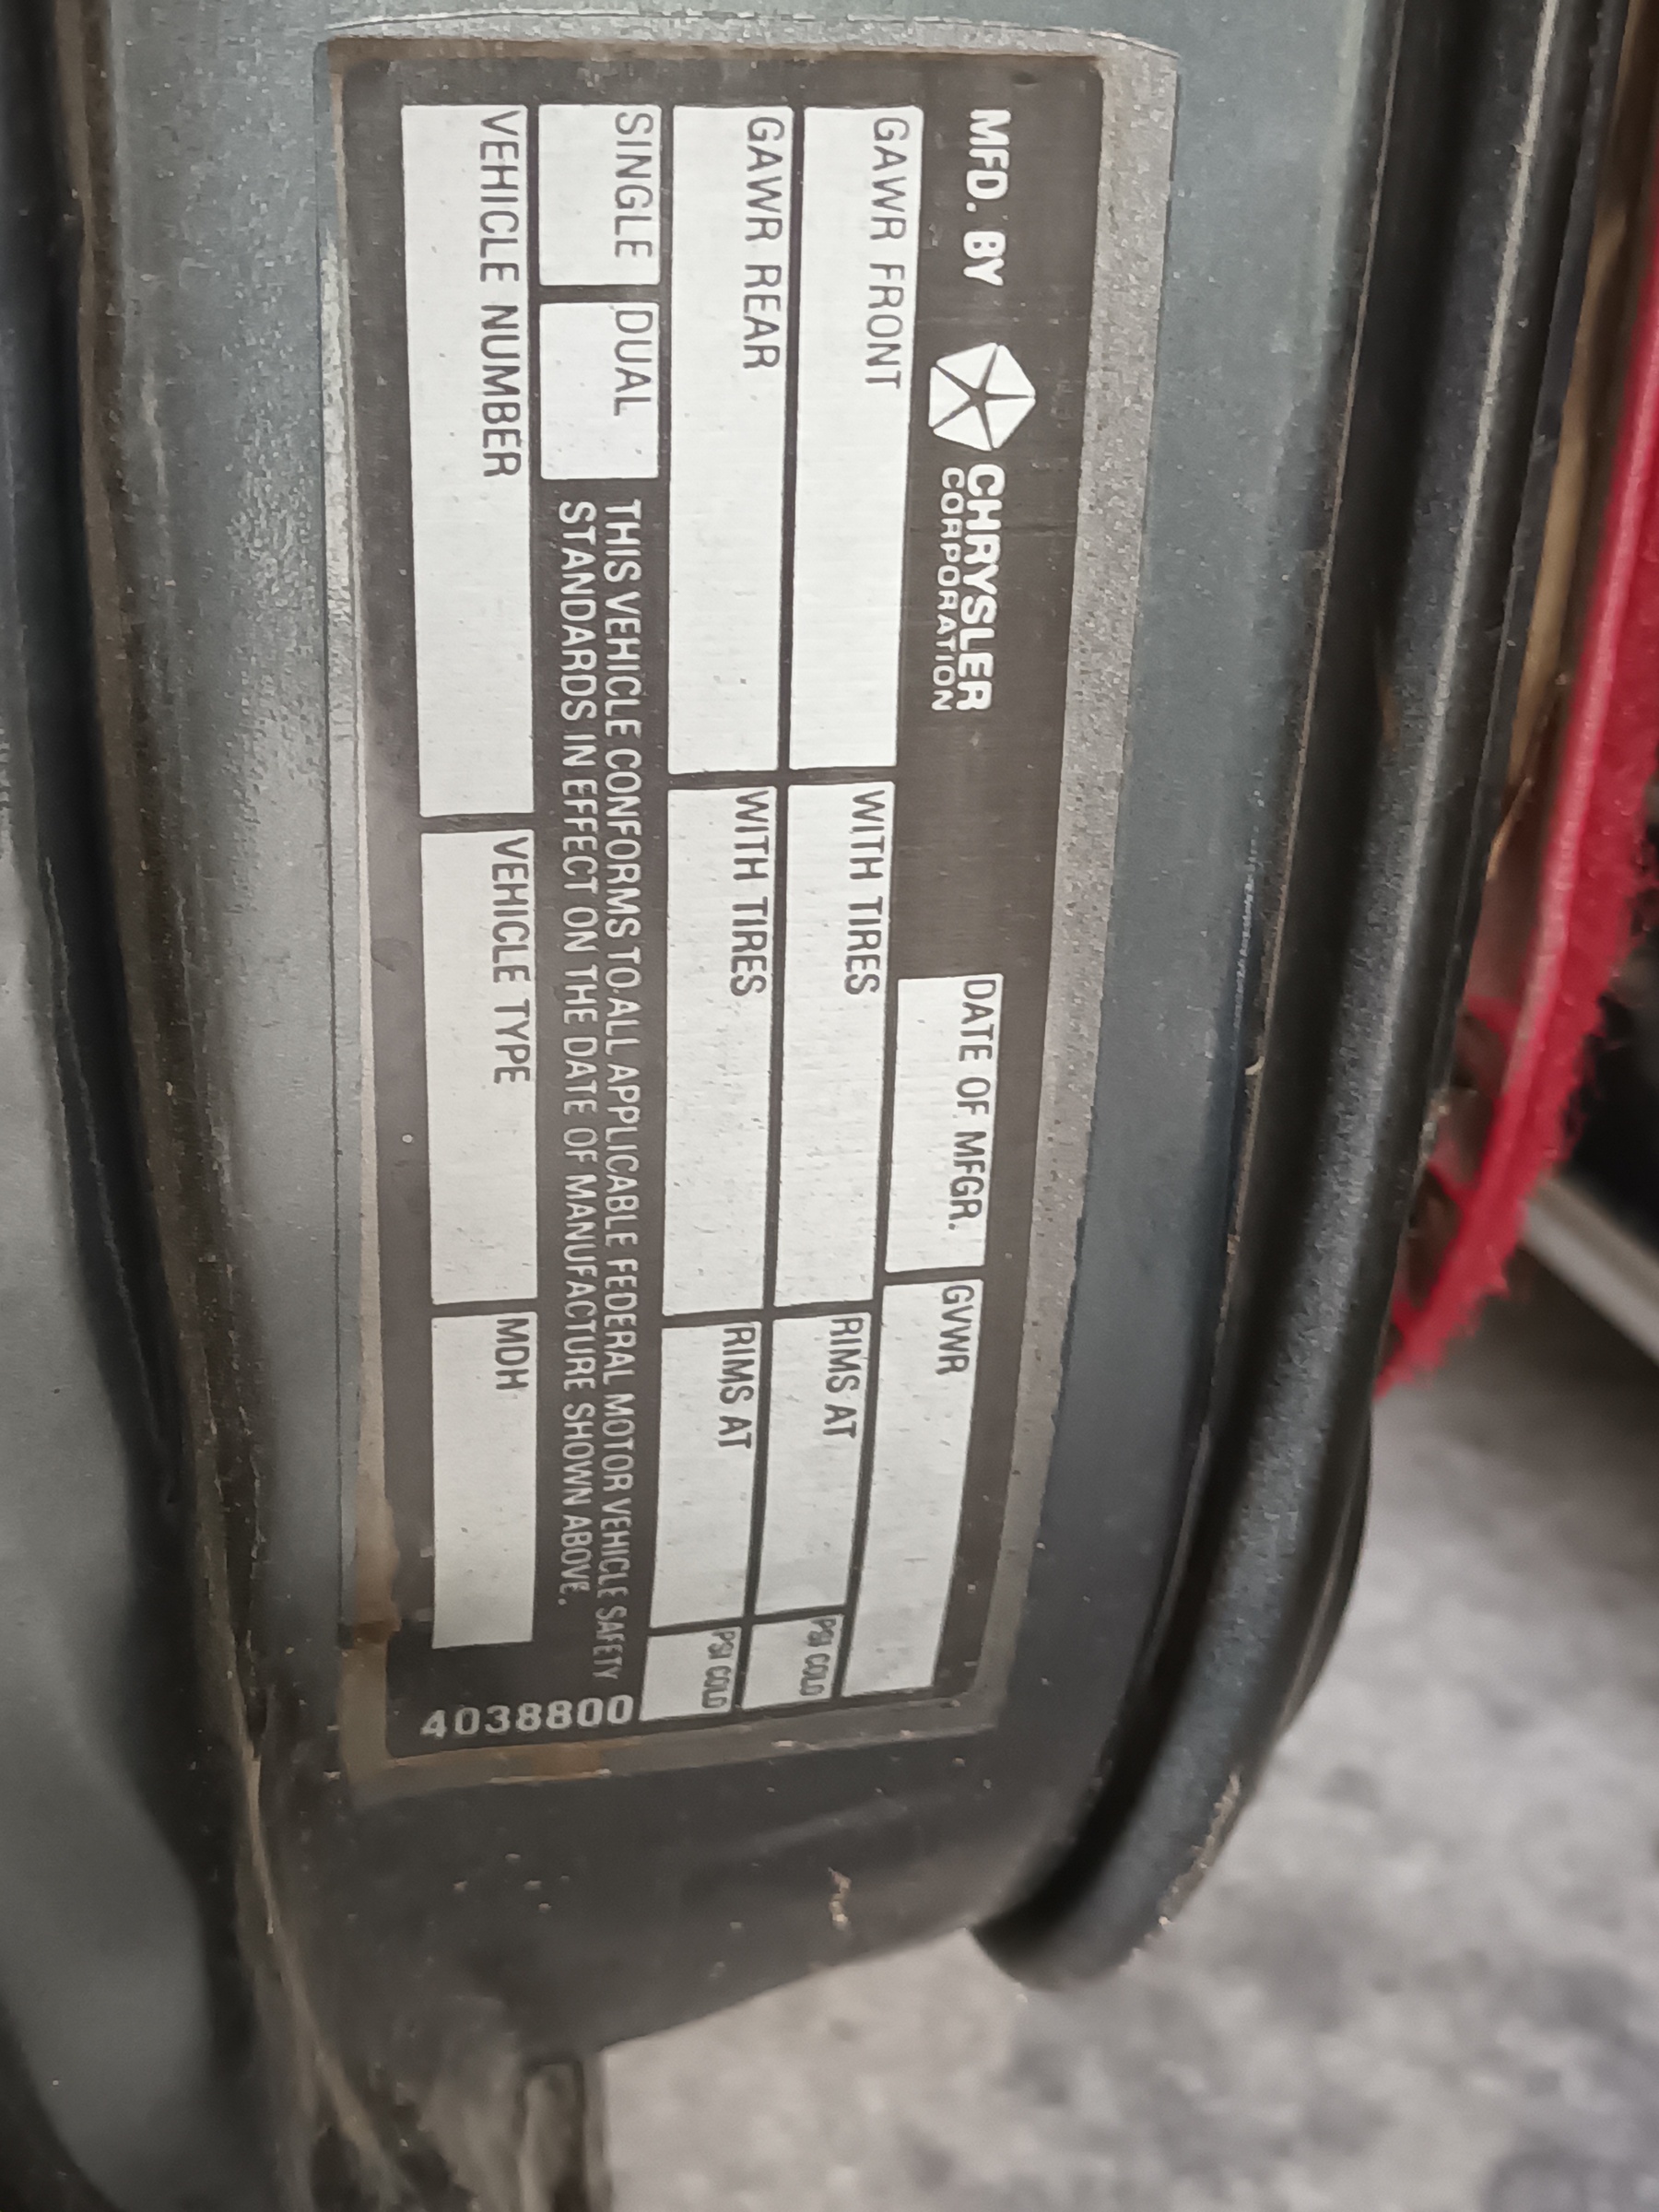 MFD. BY CHRYSLER CORPORATION
DATE OF MFGR. GVWR
GAWR FRONT WITH TIRES RIMS AT PSI COLD
GAWR REAR WITH TIRES RIMS AT PSI COLD
SINGLE DUAL
THIS VEHICLE CONFORMS TO ALL APPLICABLE FEDERAL MOTOR VEHICLE SAFETY
STANDARDS IN EFFECT ON THE DATE OF MANUFACTURE SHOWN ABOVE.
VEHICLE NUMBER VEHICLE TYPE MDH
4038800